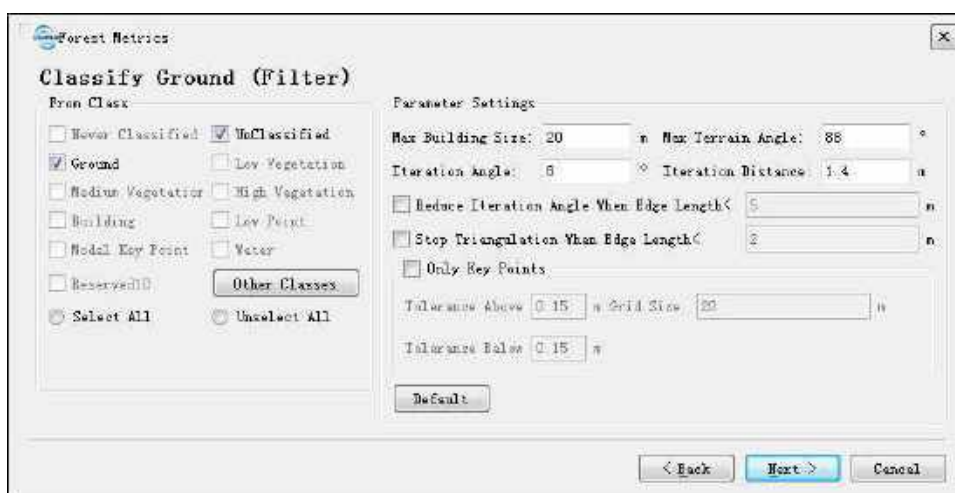 Forest Metrics
Classify Ground (Filter)
From Class
Never Classified UnClassified
Ground Low Vegetation
Medium Vegetation High Vegetation
Building Low Point
Model Key Point Water
Reserved10 Other Classes
Select All Unselect All
Parameter Settings
Max Building Size: 20 m Max Terrain Angle: 88 °
Iteration Angle: 8 ° Iteration Distance: 1.4 m
Reduce Iteration Angle When Edge Length< 5 m
Stop Triangulation When Edge Length< 2 m
Only Key Points
Tolerance Above 0.15 m Grid Size 20 m
Tolerance Below 0.15 m
Default
< Back Next > Cancel